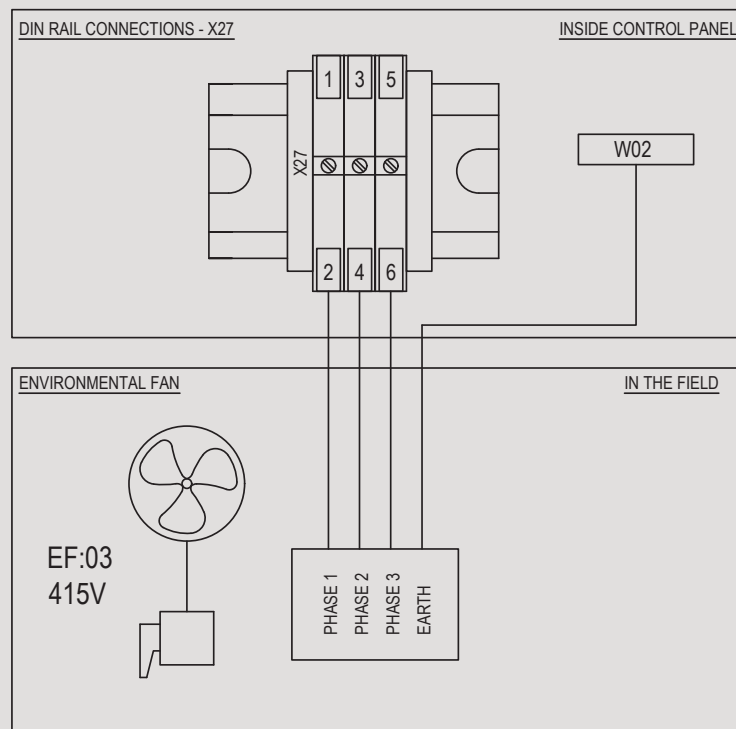 DIN RAIL CONNECTIONS - X27
INSIDE CONTROL PANEL
1 3 5
X27
W02
2 4 6
ENVIRONMENTAL FAN
IN THE FIELD
EF:03
415V
PHASE 1
PHASE 2
PHASE 3
EARTH